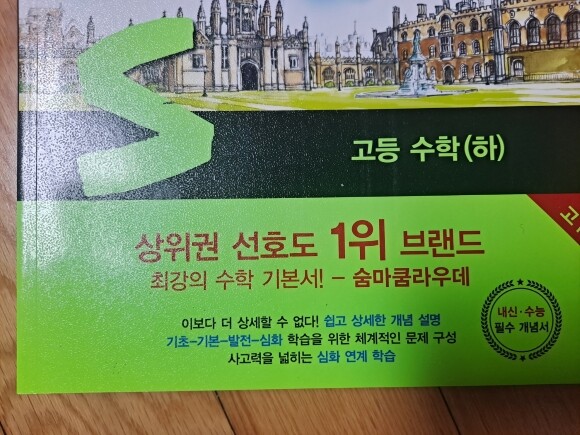 S
고등 수학(하)
상위권 선호도 1위 브랜드
최강의 수학 기본서! – 숨마쿰라우데
이보다 더 상세할 수 없다! 쉽고 상세한 개념 설명
기초–기본–발전–심화 학습을 위한 체계적인 문제 구성
사고력을 넓히는 심화 연계 학습
내신·수능
필수 개념서